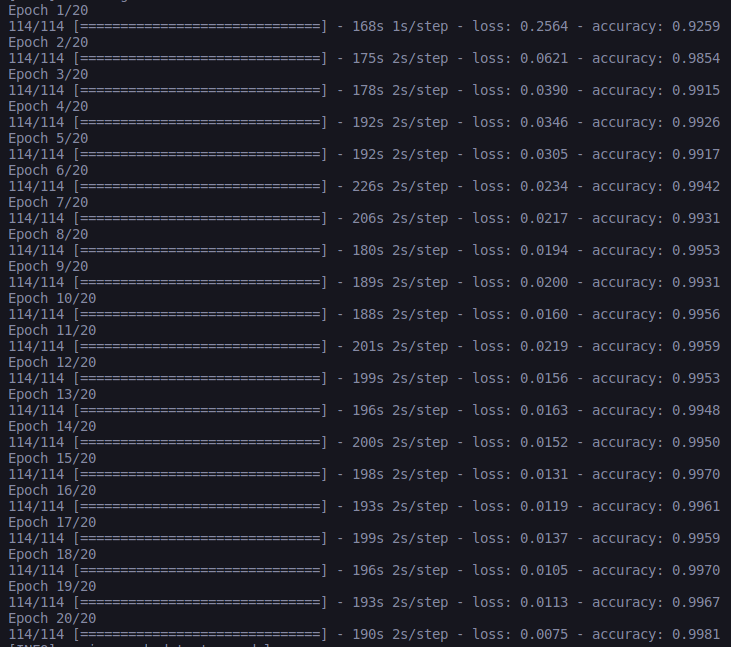 Epoch 1/20
114/114 [==============================] - 168s 1s/step - loss: 0.2564 - accuracy: 0.9259
Epoch 2/20
114/114 [==============================] - 175s 2s/step - loss: 0.0621 - accuracy: 0.9854
Epoch 3/20
114/114 [==============================] - 178s 2s/step - loss: 0.0390 - accuracy: 0.9915
Epoch 4/20
114/114 [==============================] - 192s 2s/step - loss: 0.0346 - accuracy: 0.9926
Epoch 5/20
114/114 [==============================] - 192s 2s/step - loss: 0.0305 - accuracy: 0.9917
Epoch 6/20
114/114 [==============================] - 226s 2s/step - loss: 0.0234 - accuracy: 0.9942
Epoch 7/20
114/114 [==============================] - 206s 2s/step - loss: 0.0217 - accuracy: 0.9931
Epoch 8/20
114/114 [==============================] - 180s 2s/step - loss: 0.0194 - accuracy: 0.9953
Epoch 9/20
114/114 [==============================] - 189s 2s/step - loss: 0.0200 - accuracy: 0.9931
Epoch 10/20
114/114 [==============================] - 188s 2s/step - loss: 0.0160 - accuracy: 0.9956
Epoch 11/20
114/114 [==============================] - 201s 2s/step - loss: 0.0219 - accuracy: 0.9959
Epoch 12/20
114/114 [==============================] - 199s 2s/step - loss: 0.0156 - accuracy: 0.9953
Epoch 13/20
114/114 [==============================] - 196s 2s/step - loss: 0.0163 - accuracy: 0.9948
Epoch 14/20
114/114 [==============================] - 200s 2s/step - loss: 0.0152 - accuracy: 0.9950
Epoch 15/20
114/114 [==============================] - 198s 2s/step - loss: 0.0131 - accuracy: 0.9970
Epoch 16/20
114/114 [==============================] - 193s 2s/step - loss: 0.0119 - accuracy: 0.9961
Epoch 17/20
114/114 [==============================] - 199s 2s/step - loss: 0.0137 - accuracy: 0.9959
Epoch 18/20
114/114 [==============================] - 196s 2s/step - loss: 0.0105 - accuracy: 0.9970
Epoch 19/20
114/114 [==============================] - 193s 2s/step - loss: 0.0113 - accuracy: 0.9967
Epoch 20/20
114/114 [==============================] - 190s 2s/step - loss: 0.0075 - accuracy: 0.9981